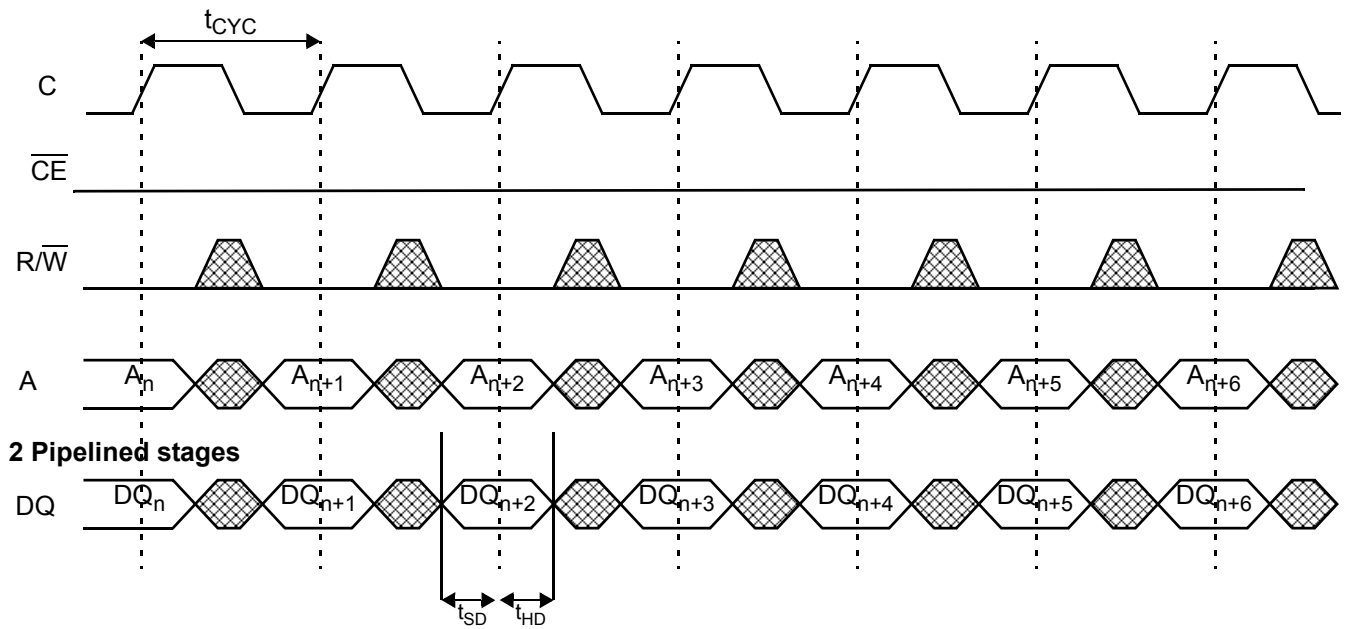 tCYC
C
CE
R/W
A An An+1 An+2 An+3 An+4 An+5 An+6
2 Pipelined stages
DQ DQn DQn+1 DQn+2 DQn+3 DQn+4 DQn+5 DQn+6
tSD tHD